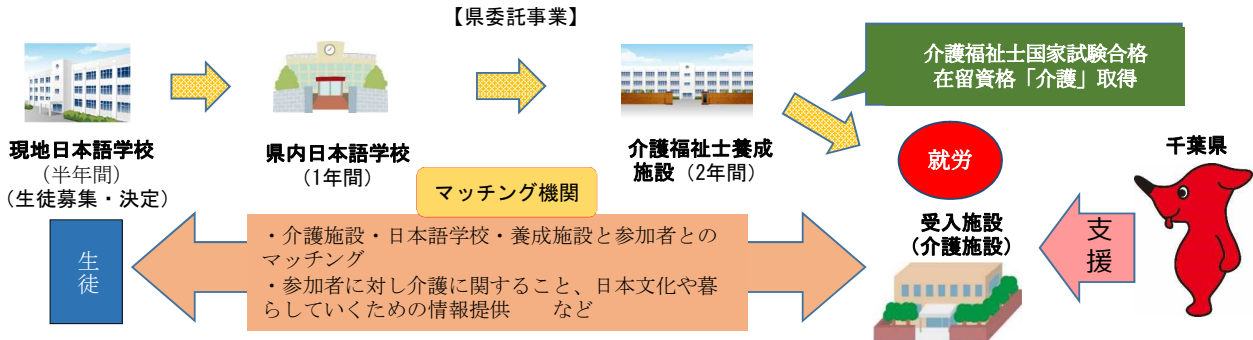 【県委託事業】
介護福祉士国家試験合格
在留資格「介護」取得
現地日本語学校
(半年間)
(生徒募集・決定)
県内日本語学校
(1年間)
介護福祉士養成
施設(2年間)
就労
千葉県
マッチング機関
生徒
・介護施設・日本語学校・養成施設と参加者との
マッチング
・参加者に対し介護に関すること、日本文化や暮
らしていくための情報提供　　など
受入施設
(介護施設)
支援